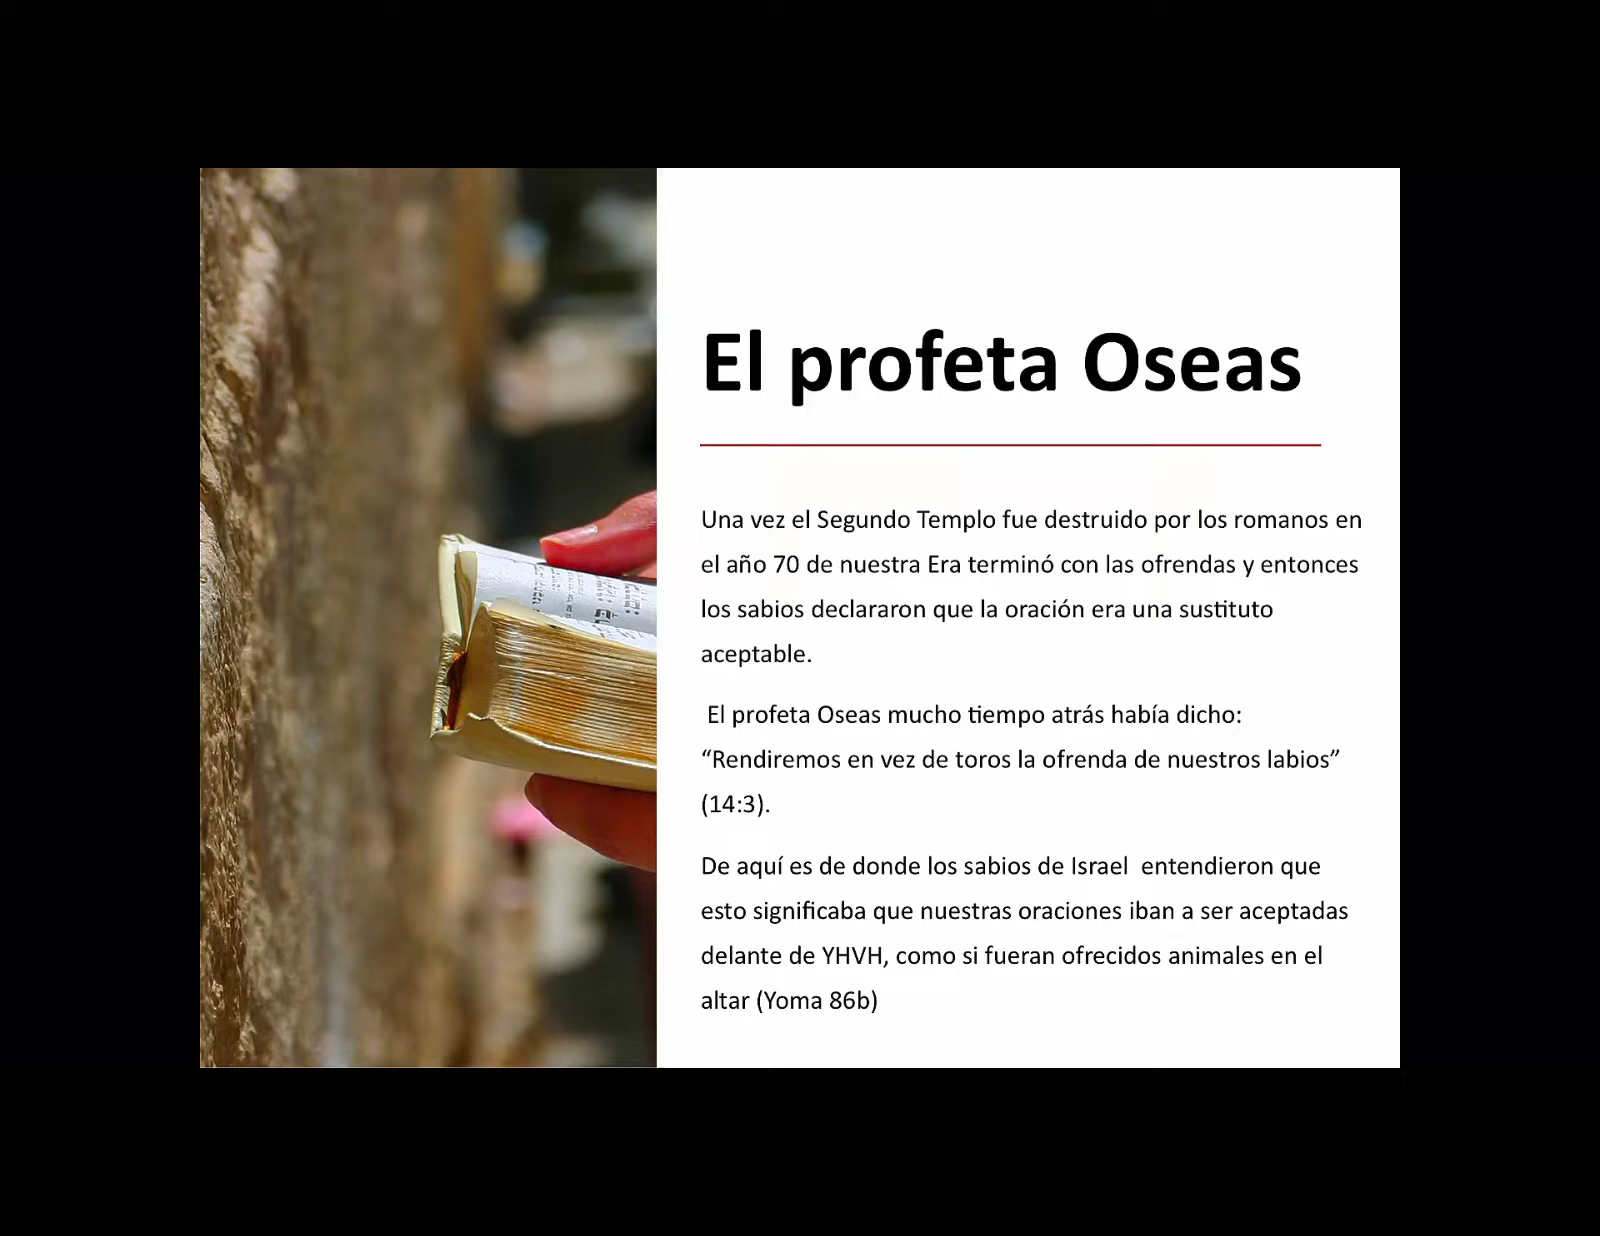 El profeta Oseas
Una vez el Segundo Templo fue destruido por los romanos en
el año 70 de nuestra Era terminó con las ofrendas y entonces
los sabios declararon que la oración era una sustituto
aceptable.
El profeta Oseas mucho tiempo atrás había dicho:
“Rendiremos en vez de toros la ofrenda de nuestros labios”
(14:3).
De aquí es de donde los sabios de Israel  entendieron que
esto significaba que nuestras oraciones iban a ser aceptadas
delante de YHVH, como si fueran ofrecidos animales en el
altar (Yoma 86b)